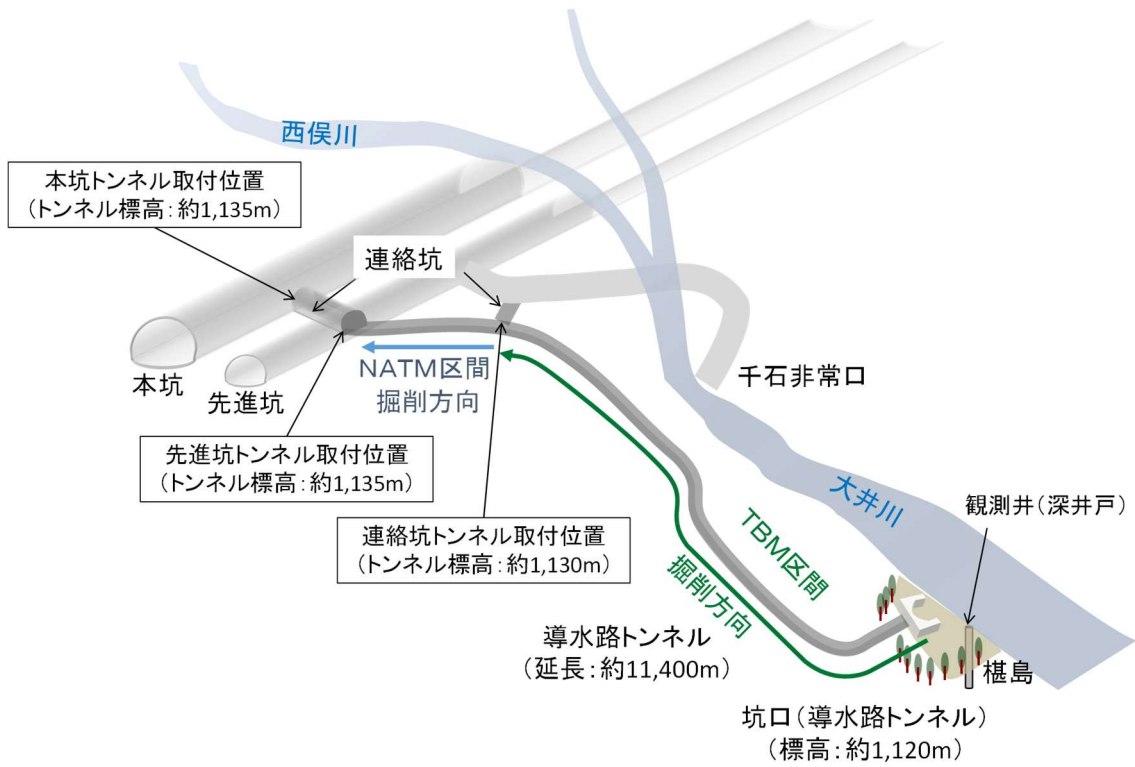 西俣川
本坑トンネル取付位置
（トンネル標高：約1,135m）
連絡坑
本坑
先進坑
NATM区間
掘削方向
千石非常口
先進坑トンネル取付位置
（トンネル標高：約1,135m）
大井川
観測井（深井戸）
連絡坑トンネル取付位置
（トンネル標高：約1,130m）
TBM区間
掘削方向
導水路トンネル
（延長：約11,400m）
椹島
坑口（導水路トンネル）
（標高：約1,120m）